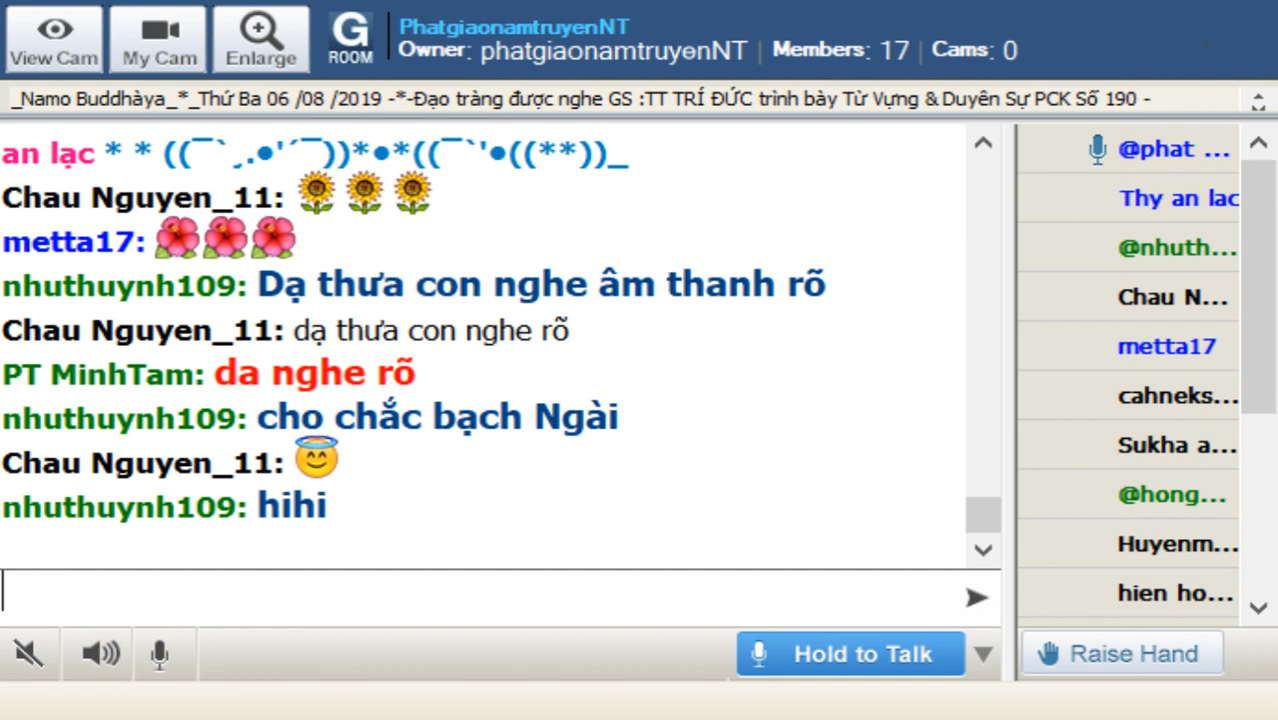 View Cam
My Cam
Enlarge
G
ROOM
PhatgiaonamtruyenNT
Owner: phatgiaonamtruyenNT | Members: 17 | Cams: 0
_Namo Buddhàya_*_Thứ Ba 06 /08 /2019 -*-Đạo tràng được nghe GS :TT TRÍ ĐỨC trình bày Từ Vựng & Duyên Sự PCK Số 190 -
an lạc * * ((¯`•.•'´¯))*•*((¯`'•((**))_
Chau Nguyen_11:
metta17:
nhuthuynh109: Dạ thưa con nghe âm thanh rõ
Chau Nguyen_11: dạ thưa con nghe rõ
PT MinhTam: da nghe rõ
nhuthuynh109: cho chắc bạch Ngài
Chau Nguyen_11:
nhuthuynh109: hihi
@phat ...
Thy an lac
@nhuth...
Chau N...
metta17
cahneks...
Sukha a...
@hong...
Huyenm...
hien ho...
Hold to Talk
Raise Hand